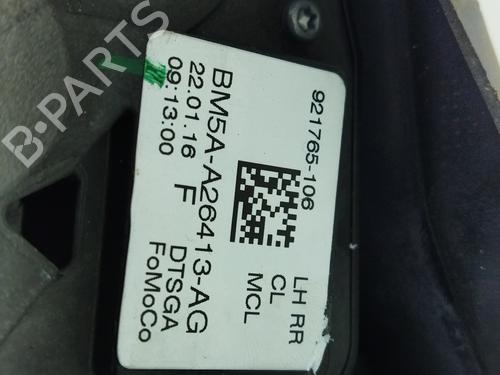 921765-106
LH RR
CL
MCL
BM5A-A26413-AG
22.01.16 F DTSGA
09:13:00 FoMoCo
B-PARTS